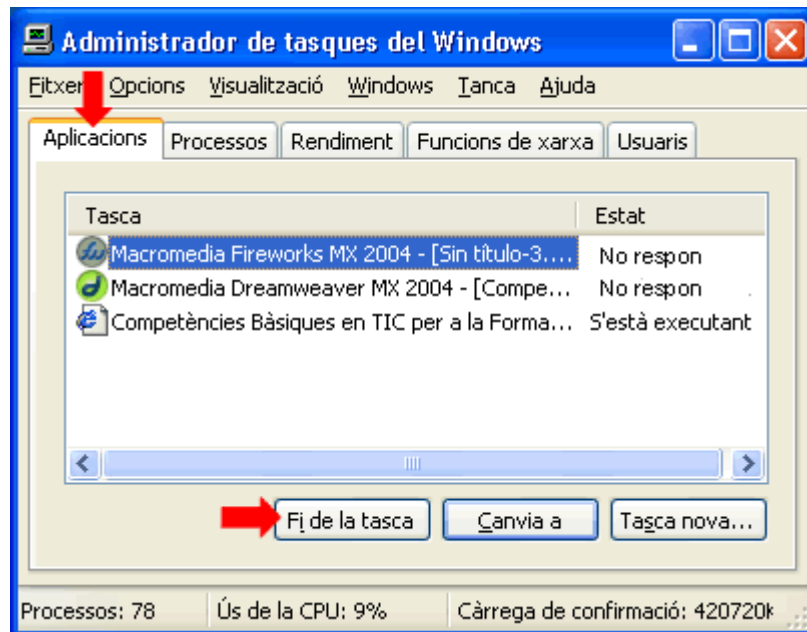 Administrador de tasques del Windows
Fitxer Opcions Visualització Windows Tanca Ajuda
Aplicacions Processos Rendiment Funcions de xarxa Usuaris
Tasca Estat
Macromedia Fireworks MX 2004 - [Sin título-3.... No respon
Macromedia Dreamweaver MX 2004 - [Compe... No respon
Competències Bàsiques en TIC per a la Forma... S'està executant
Fi de la tasca Canvia a Tasca nova...
Processos: 78 Ús de la CPU: 9% Càrrega de confirmació: 420720K